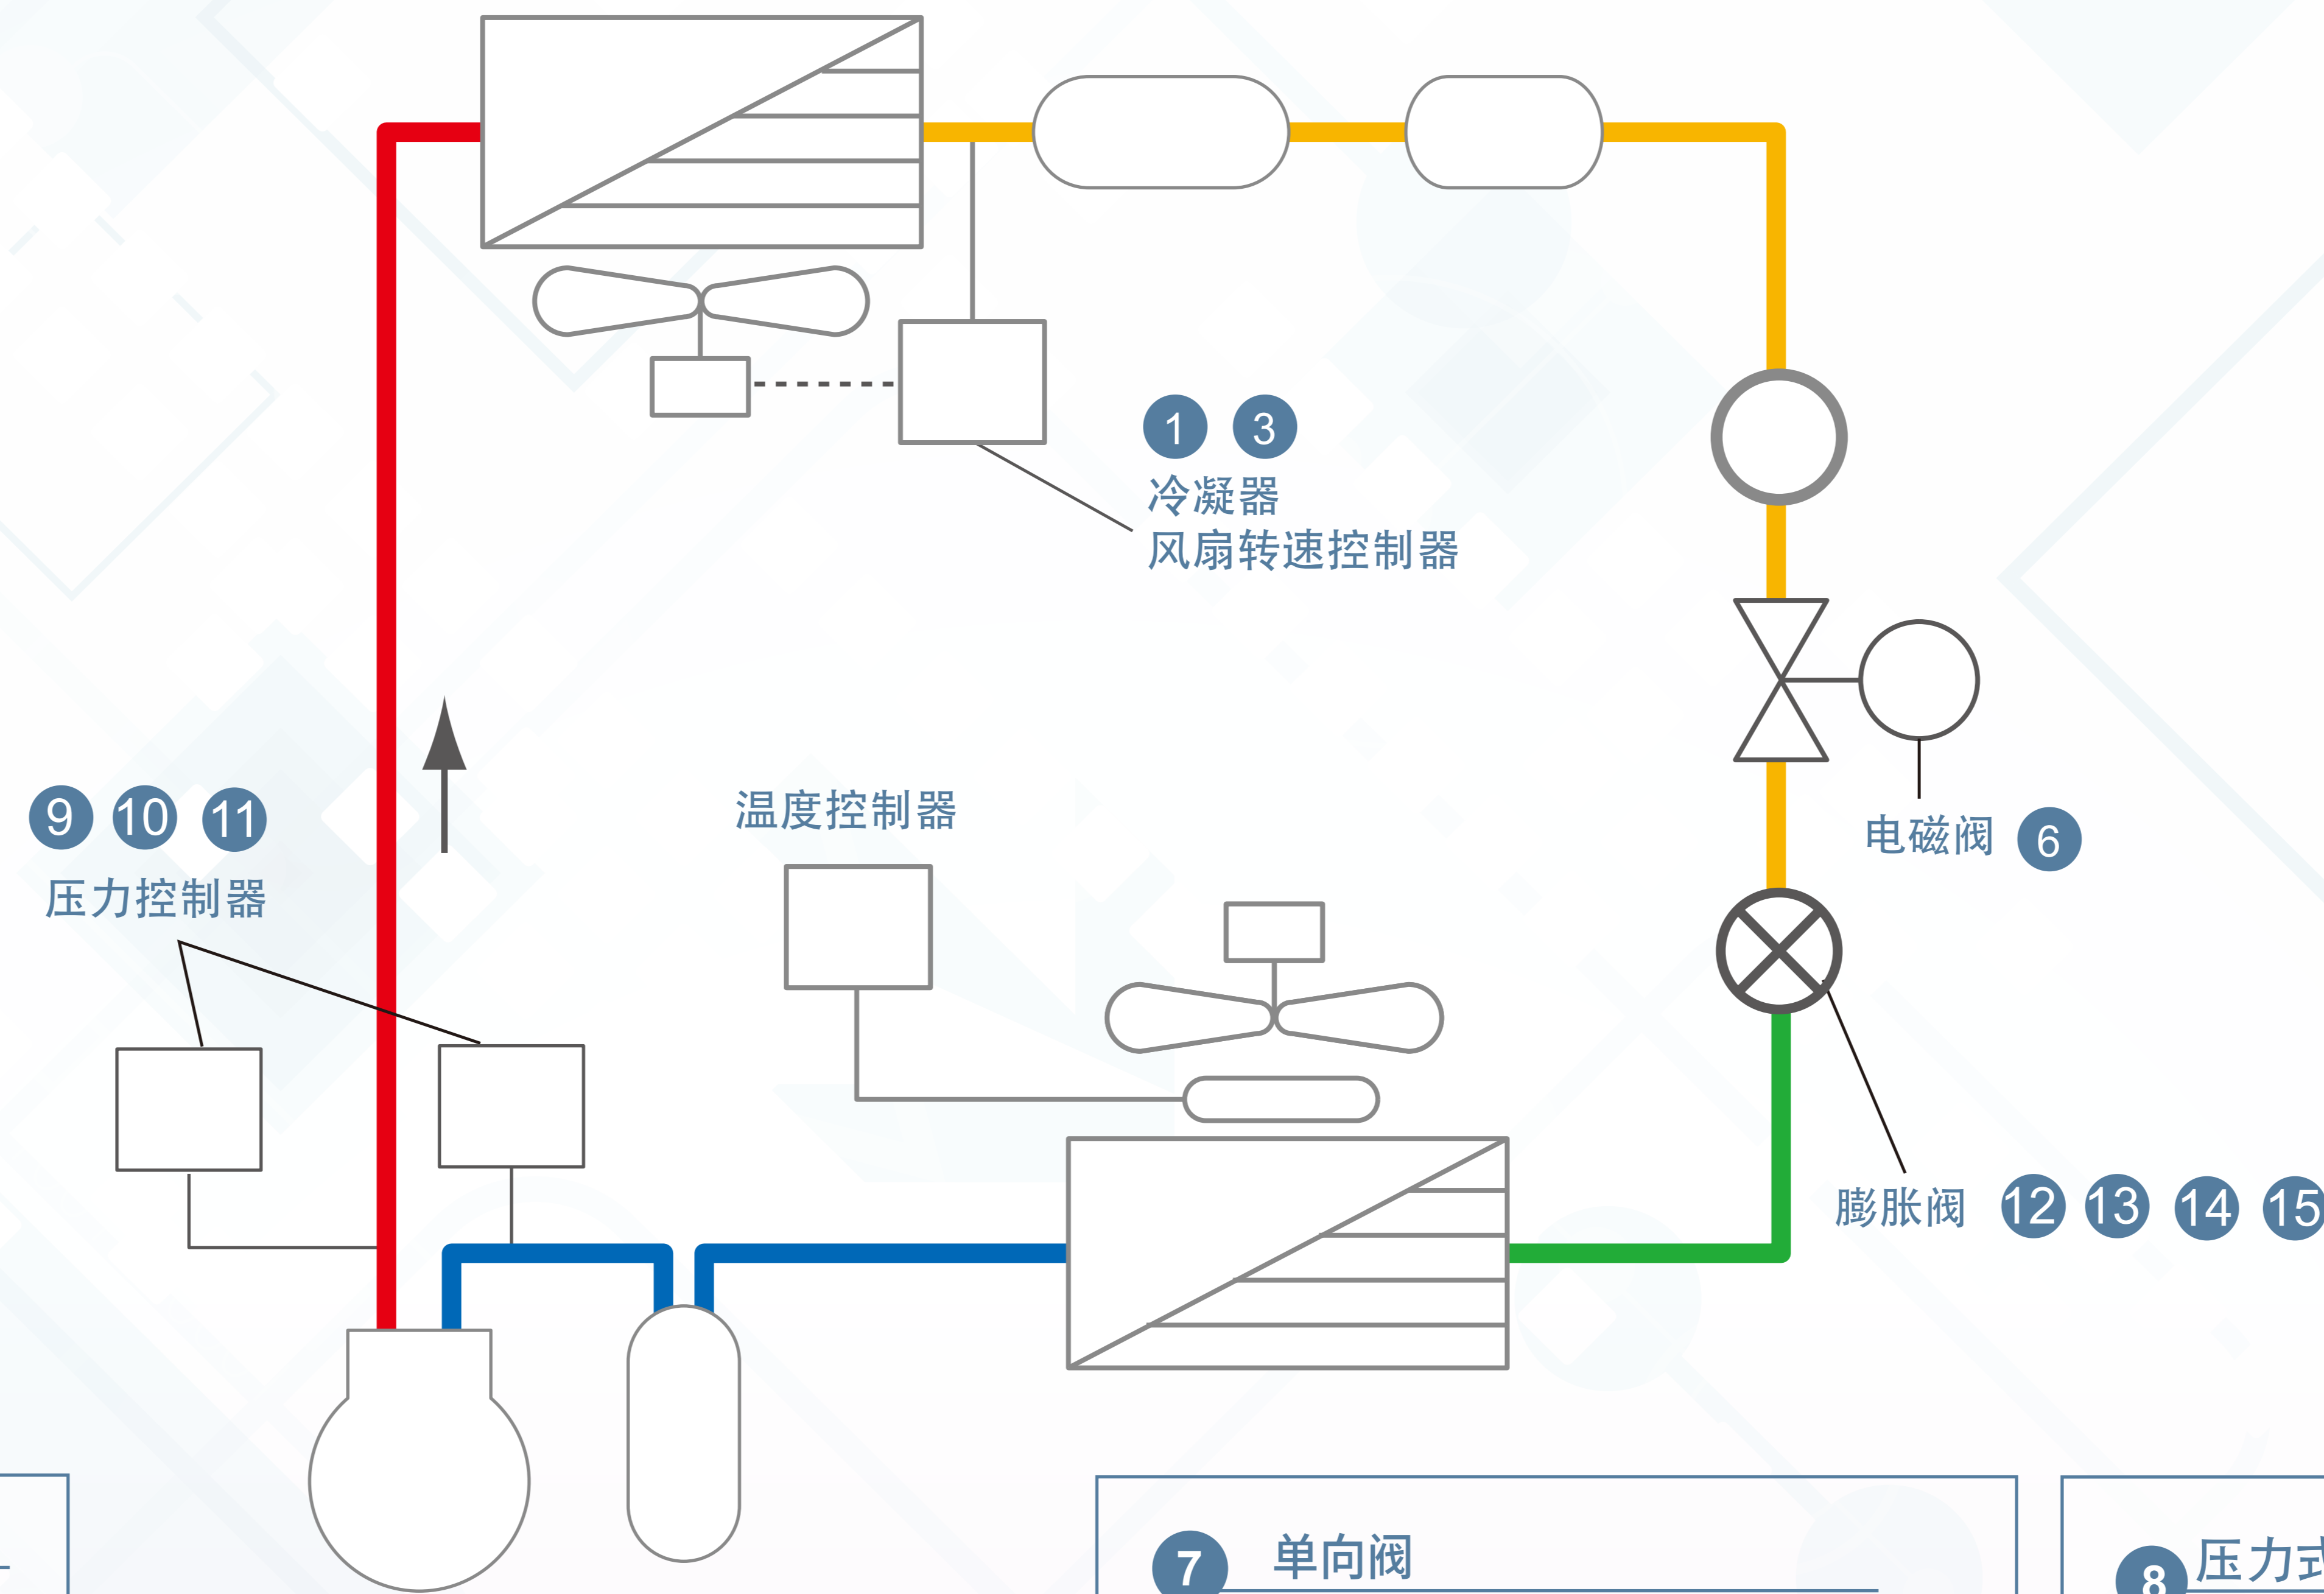 1 3
冷凝器
风扇转速控制器
9 10 11
压力控制器
温度控制器
电磁阀 6
膨胀阀 12 13 14 15
7 单向阀
8 压力式